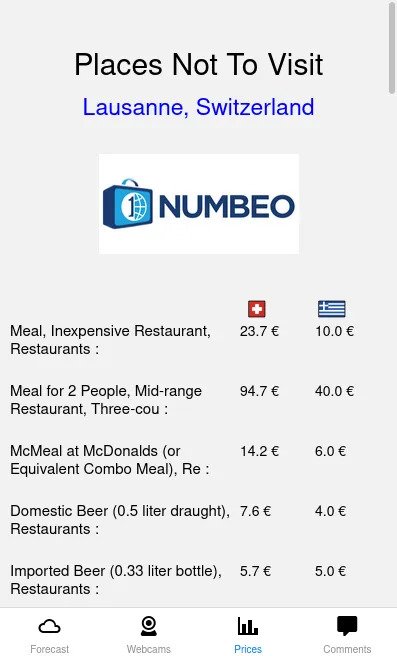 Places Not To Visit
Lausanne, Switzerland
NUMBEO
Meal, Inexpensive Restaurant, 23.7 € 10.0 €
Restaurants :
Meal for 2 People, Mid-range 94.7 € 40.0 €
Restaurant, Three-cou :
McMeal at McDonalds (or 14.2 € 6.0 €
Equivalent Combo Meal), Re :
Domestic Beer (0.5 liter draught), 7.6 € 4.0 €
Restaurants :
Imported Beer (0.33 liter bottle), 5.7 € 5.0 €
Restaurants :
Forecast Webcams Prices Comments